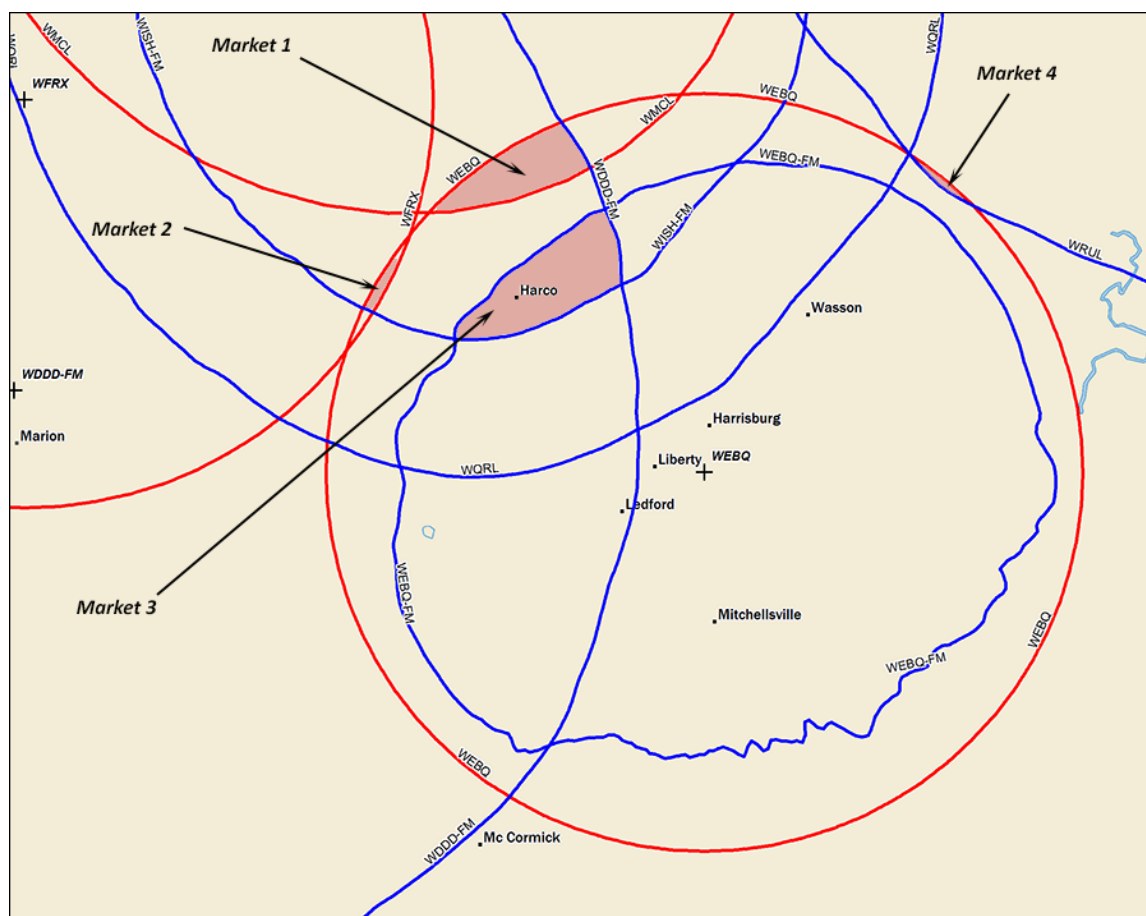 WISH-FM
WMCL
WFRX
Market 1
WMCL
WEBQ
WQRL
Market 4
WEBQ
WEBQ-FM
WDDD-FM
WFRX
Market 2
WISH-FM
WRUL
Harco
Wasson
WDDD-FM
Marion
Harrisburg
Liberty
WEBQ
WQRL
Ledford
Market 3
WEBQ-FM
Mitchellsville
WEBQ
WEBQ-FM
WEBQ
WDDD-FM
Mc Cormick